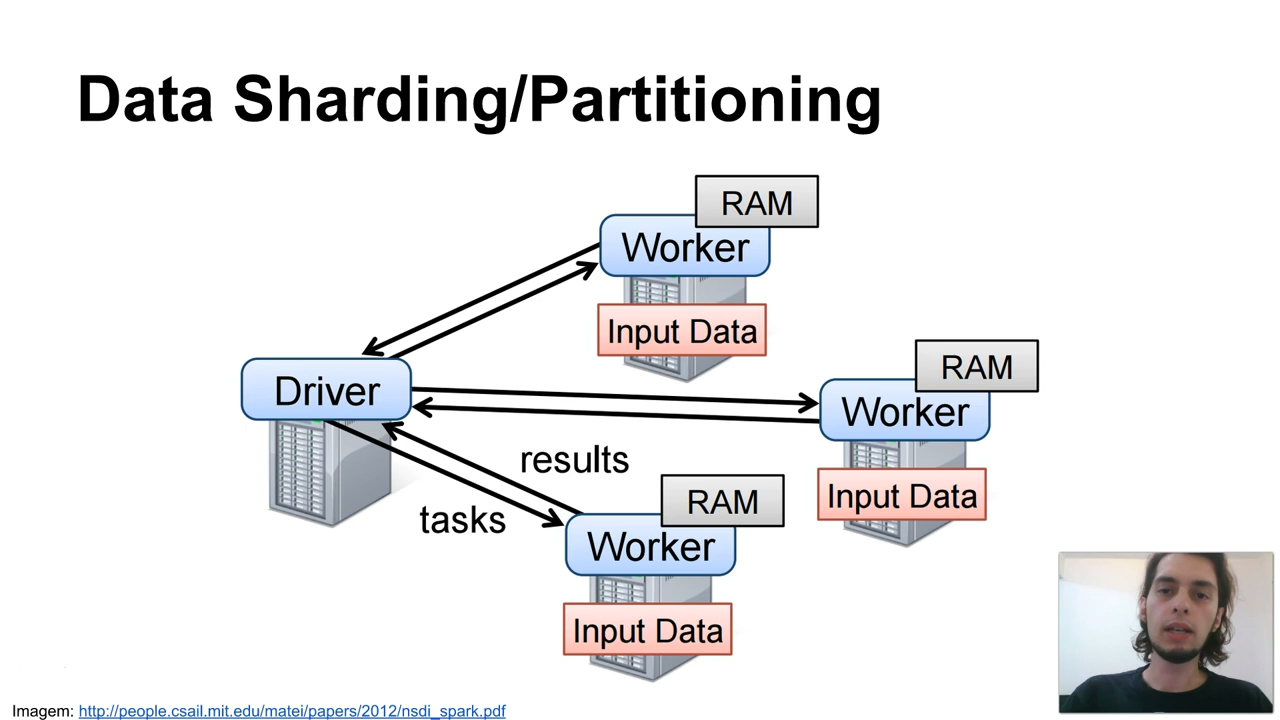 Data Sharding/Partitioning
RAM
Worker
Input Data
RAM
Driver
Worker
results
RAM
Input Data
tasks
Worker
Input Data
Imagem: http://people.csail.mit.edu/matei/papers/2012/nsdi_spark.pdf